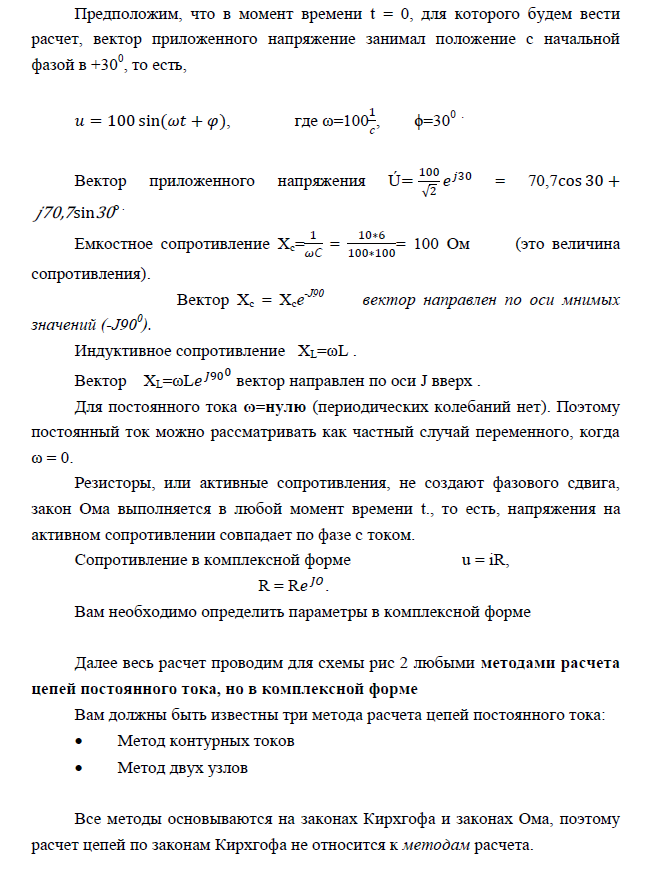 Предположим, что в момент времени t = 0, для которого будем вести
расчет, вектор приложенного напряжение занимал положение с начальной
фазой в +30⁰, то есть,
u = 100 sin(ωt + φ), где ω=100 1/c, ϕ=30⁰ .
Вектор приложенного напряжения Ú= 100/√2 e^{j30} = 70,7cos 30 +
j70,7sin30° .
Емкостное сопротивление Xc= 1/ωC = 10*6/100*100 = 100 Ом (это величина
сопротивления).
Вектор Xc = Xce^{-J90} вектор направлен по оси мнимых
значений (-J90⁰).
Индуктивное сопротивление XL=ωL .
Вектор XL=ωLe^{J90⁰} вектор направлен по оси J вверх .
Для постоянного тока ω=нулю (периодических колебаний нет). Поэтому
постоянный ток можно рассматривать как частный случай переменного, когда
ω = 0.
Резисторы, или активные сопротивления, не создают фазового сдвига,
закон Ома выполняется в любой момент времени t., то есть, напряжения на
активном сопротивлении совпадает по фазе с током.
Сопротивление в комплексной форме u = iR,
R = Re^{JO}.
Вам необходимо определить параметры в комплексной форме
Далее весь расчет проводим для схемы рис 2 любыми методами расчета
цепей постоянного тока, но в комплексной форме
Вам должны быть известны три метода расчета цепей постоянного тока:
• Метод контурных токов
• Метод двух узлов
Все методы основываются на законах Кирхгофа и законах Ома, поэтому
расчет цепей по законам Кирхгофа не относится к методам расчета.